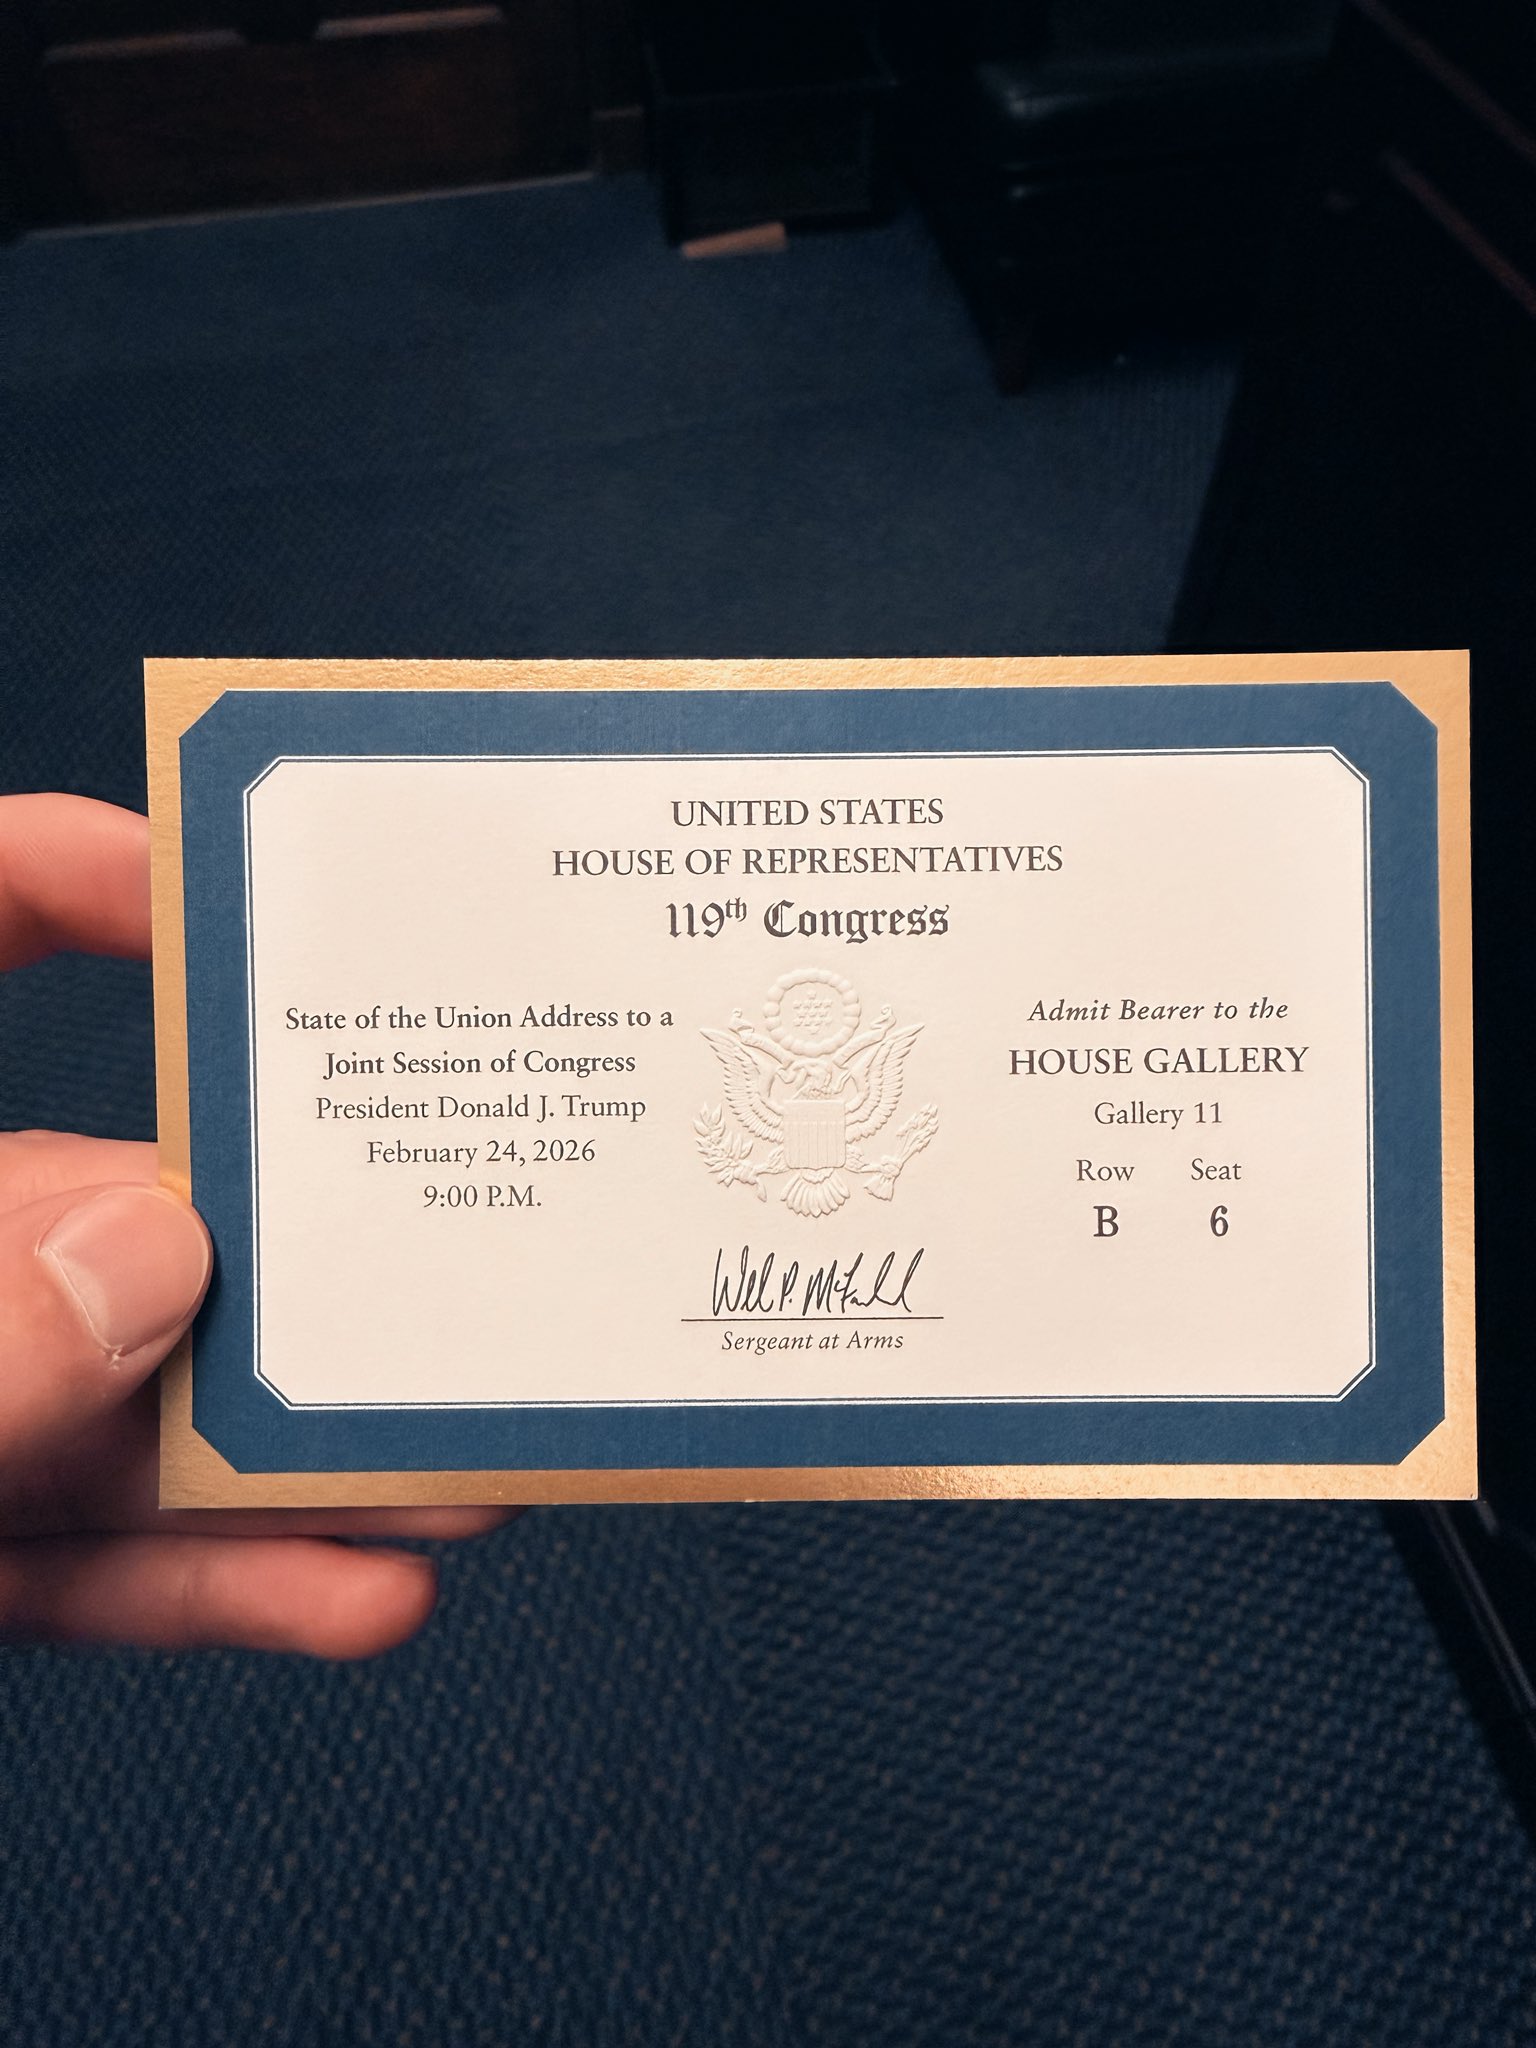 UNITED STATES
HOUSE OF REPRESENTATIVES
119th Congress
State of the Union Address to a
Joint Session of Congress
President Donald J. Trump
February 24, 2026
9:00 P.M.
Admit Bearer to the
HOUSE GALLERY
Gallery 11
Row Seat
B 6
Sergeant at Arms